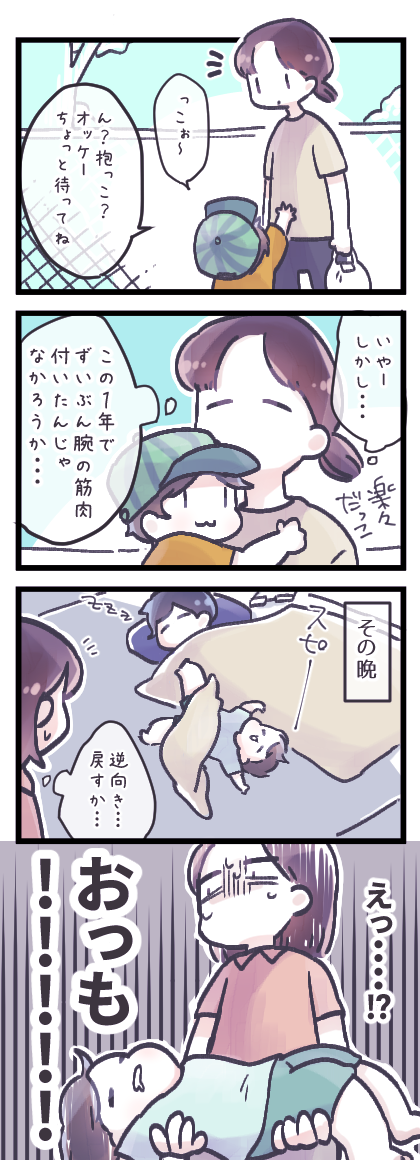 っこぉ〜
ん？抱っこ？
オッケー
ちょっと待ってね
いやー
しかし…
この1年で
ずいぶん腕の筋肉
付いたんじゃ
なかろうか…
楽々
だっこ
その晩
zzzz
スピー
逆向き…
戻すか…
えっ……!?
おっも
！！！！！！